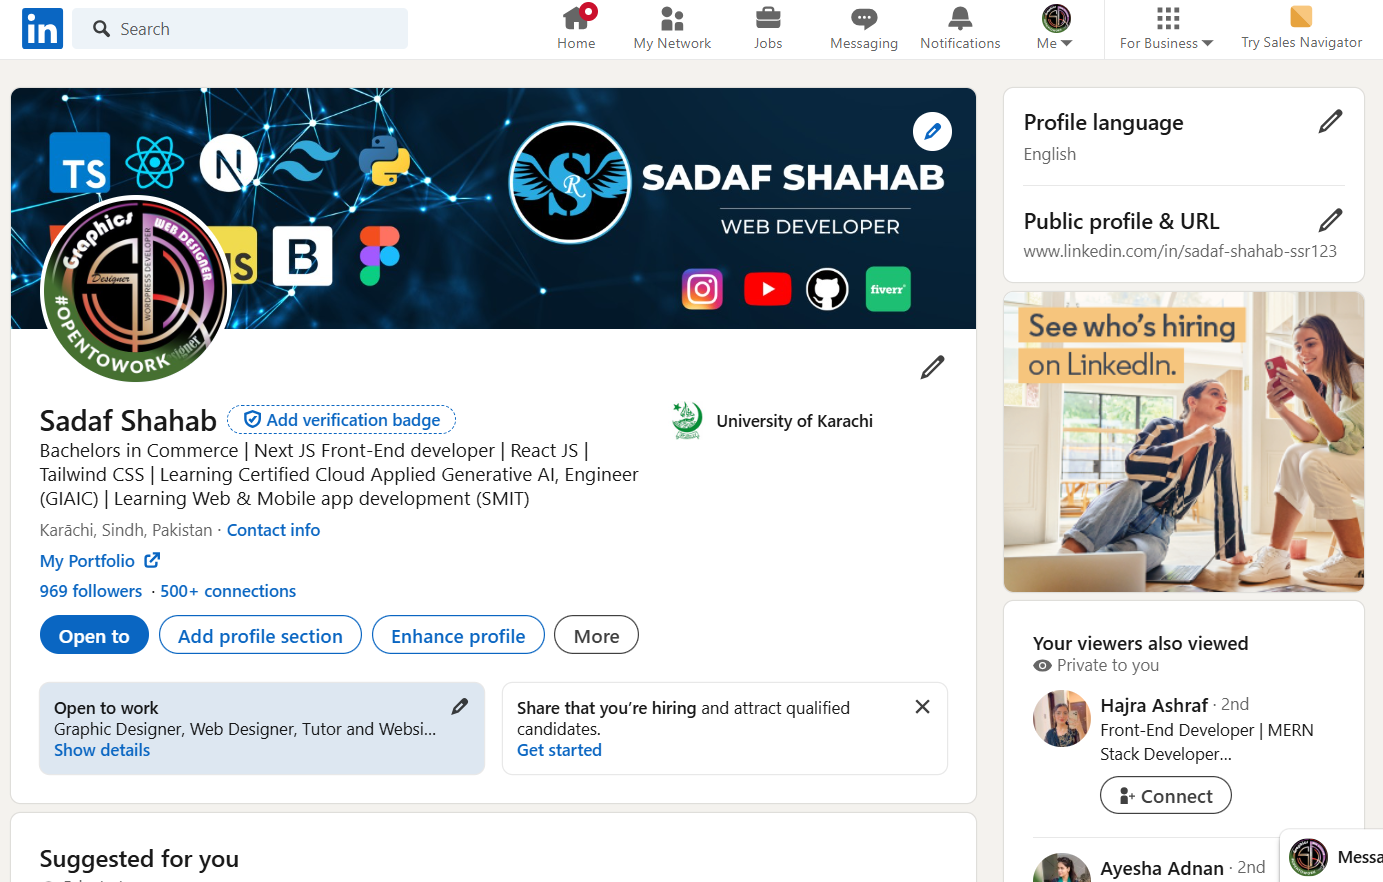 in
Search
Home
My Network
Jobs
Messaging
Notifications
Me
For Business
Try Sales Navigator
TS
N
JS
B
S
R
SADAF SHAHAB
WEB DEVELOPER
fiverr
Graphics
WEB DESIGNER
Designer
WORDPRESS DEVELOPER
#OPENTOWORK
Sadaf Shahab
Add verification badge
University of Karachi
Bachelors in Commerce | Next JS Front-End developer | React JS |
Tailwind CSS | Learning Certified Cloud Applied Generative AI, Engineer
(GIAIC) | Learning Web & Mobile app development (SMIT)
Karāchi, Sindh, Pakistan · Contact info
My Portfolio
969 followers · 500+ connections
Open to
Add profile section
Enhance profile
More
Open to work
Graphic Designer, Web Designer, Tutor and Websi...
Show details
Share that you’re hiring and attract qualified
candidates.
Get started
Suggested for you
Profile language
English
Public profile & URL
www.linkedin.com/in/sadaf-shahab-ssr123
See who’s hiring
on LinkedIn.
Your viewers also viewed
Private to you
Hajra Ashraf · 2nd
Front-End Developer | MERN
Stack Developer...
Connect
Ayesha Adnan · 2nd
Messa